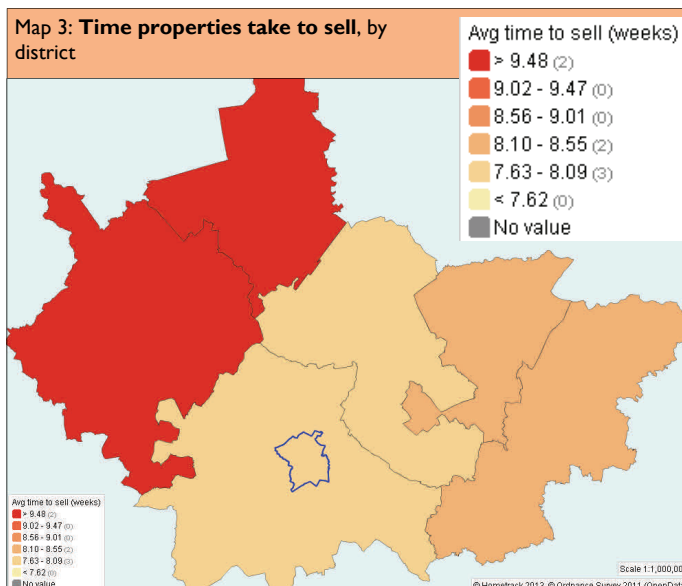 Map 3: Time properties take to sell, by
district
Avg time to sell (weeks)
> 9.48 (2)
9.02 - 9.47 (0)
8.56 - 9.01 (0)
8.10 - 8.55 (2)
7.63 - 8.09 (3)
< 7.62 (0)
No value
Avg time to sell (weeks)
> 9.48 (2)
9.02 - 9.47 (0)
8.56 - 9.01 (0)
8.10 - 8.55 (2)
7.63 - 8.09 (3)
< 7.62 (0)
No value
Scale 1:1,000,00
© Hometrack 2013, © Ordnance Survey 2011 (OpenData